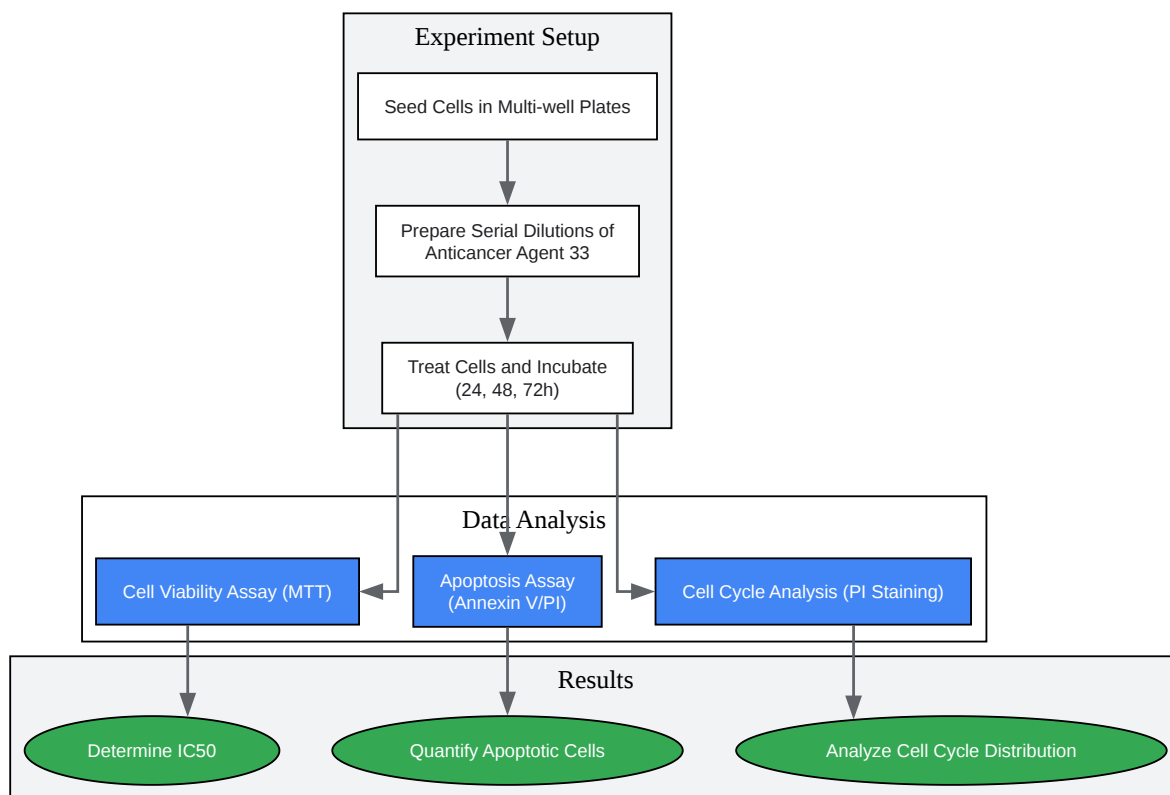 Experiment Setup
Seed Cells in Multi-well Plates
Prepare Serial Dilutions of
Anticancer Agent 33
Treat Cells and Incubate
(24, 48, 72h)
Data Analysis
Cell Viability Assay (MTT)
Apoptosis Assay
(Annexin V/PI)
Cell Cycle Analysis (PI Staining)
Results
Determine IC50
Quantify Apoptotic Cells
Analyze Cell Cycle Distribution